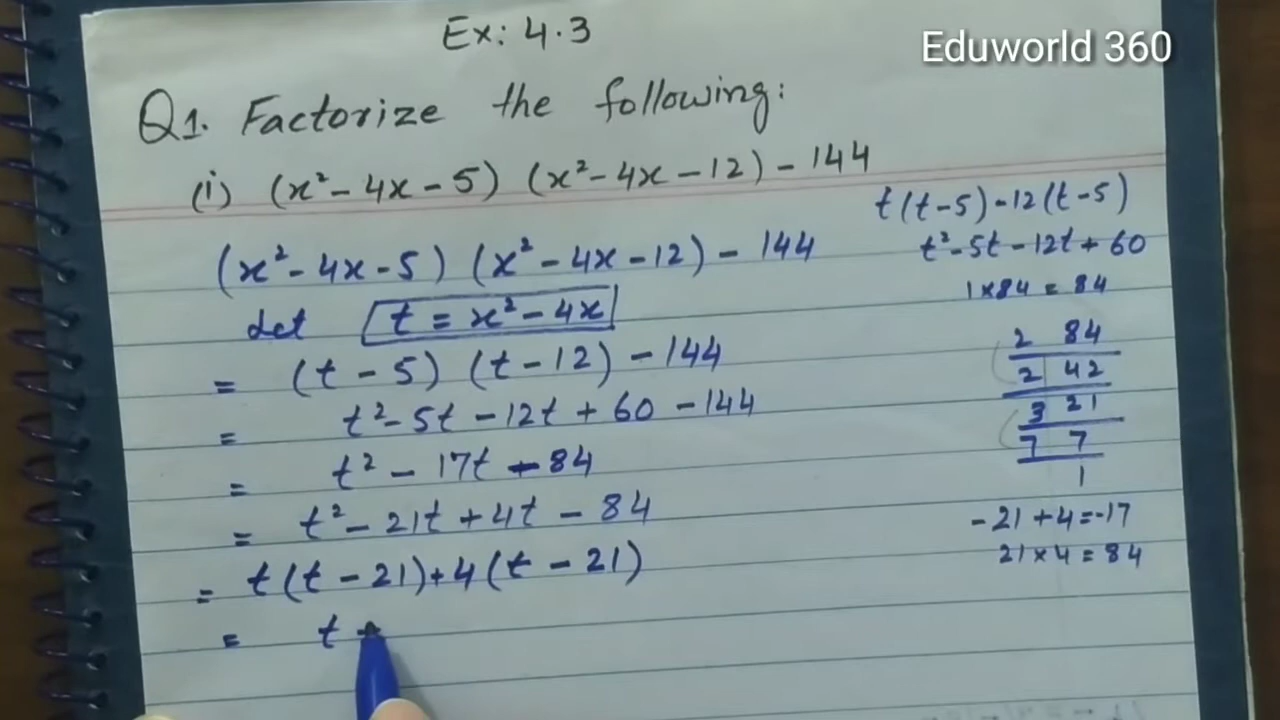 Ex: 4.3
Eduworld 360
Q1. Factorize the following:
(i) (x² - 4x - 5) (x² - 4x - 12) - 144
(x² - 4x - 5) (x² - 4x - 12) - 144
Let t = x² - 4x
= (t - 5) (t - 12) - 144
= t² - 5t - 12t + 60 - 144
= t² - 17t - 84
= t² - 21t + 4t - 84
= t(t - 21) + 4(t - 21)
= t
t(t - 5) - 12(t - 5)
t² - 5t - 12t + 60
1 × 84 = 84
2 84
2 42
3 21
7 7
1
- 21 + 4 = -17
21 × 4 = 84